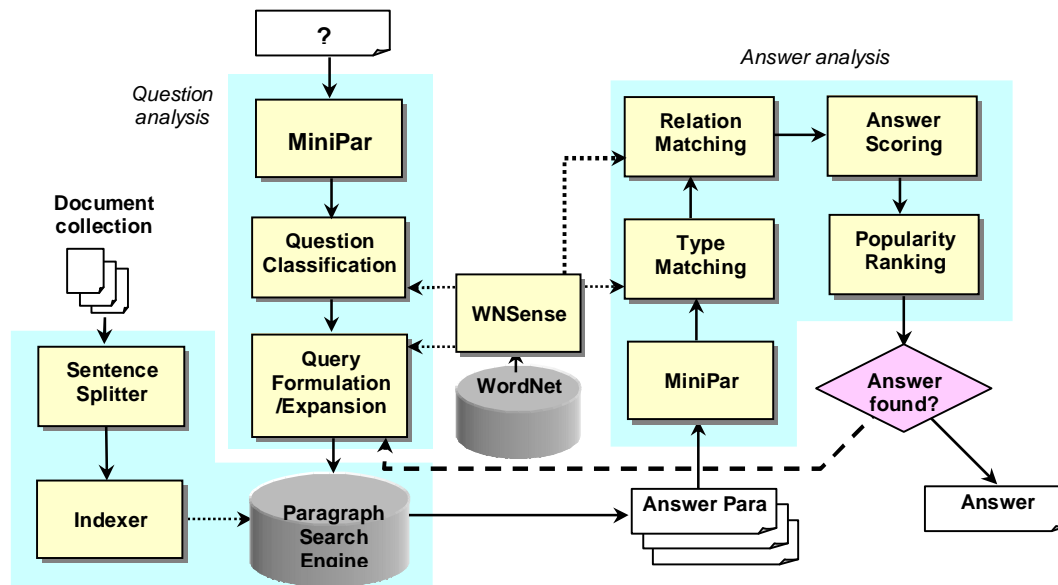 ?
Answer analysis
Question
analysis
MiniPar
Relation
Matching
Answer
Scoring
Document
collection
Question
Classification
Type
Matching
Popularity
Ranking
WNSense
Sentence
Splitter
Query
Formulation
/Expansion
WordNet
MiniPar
Answer
found?
Indexer
Paragraph
Search
Engine
Answer Para
Answer